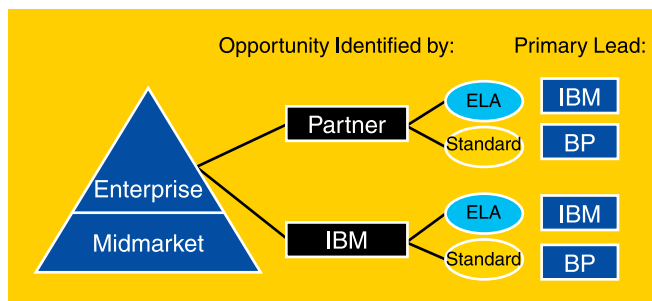 Opportunity Identified by: Primary Lead:
ELA IBM
Partner
Standard BP
Enterprise
ELA IBM
Midmarket IBM
Standard BP